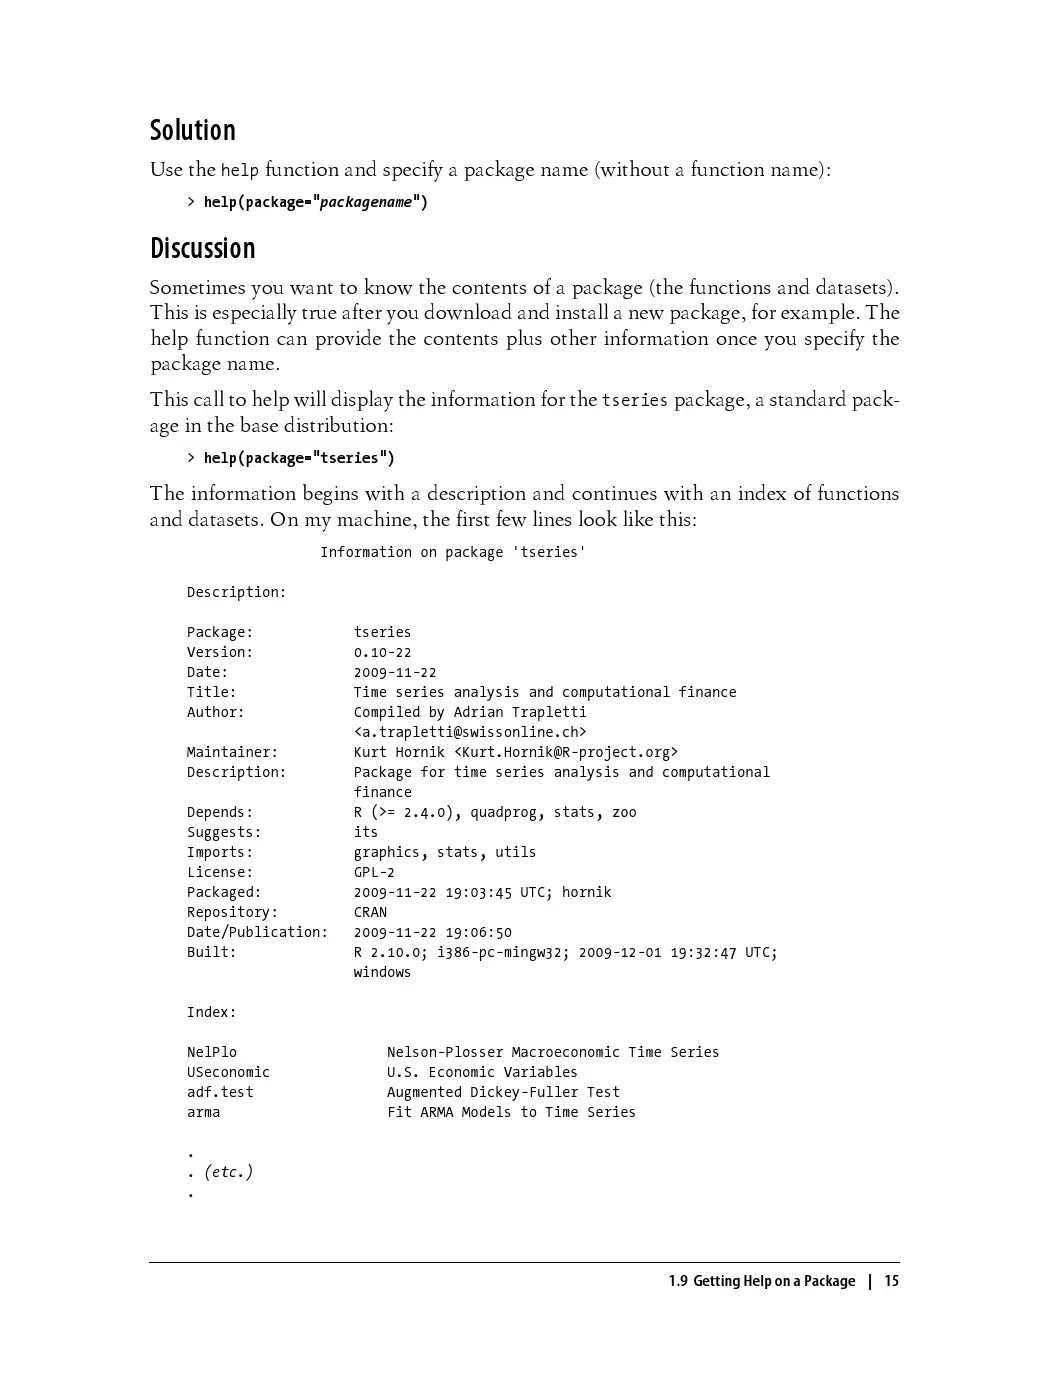 Solution
Use the help function and specify a package name (without a function name):
> help(package="packagename")
Discussion
Sometimes you want to know the contents of a package (the functions and datasets).
This is especially true after you download and install a new package, for example. The
help function can provide the contents plus other information once you specify the
package name.
This call to help will display the information for the tseries package, a standard pack-
age in the base distribution:
> help(package="tseries")
The information begins with a description and continues with an index of functions
and datasets. On my machine, the first few lines look like this:
Information on package 'tseries'
Description:
Package: tseries
Version: 0.10-22
Date: 2009-11-22
Title: Time series analysis and computational finance
Author: Compiled by Adrian Trapletti
<a.trapletti@swissonline.ch>
Maintainer: Kurt Hornik <Kurt.Hornik@R-project.org>
Description: Package for time series analysis and computational
finance
Depends: R (>= 2.4.0), quadprog, stats, zoo
Suggests: its
Imports: graphics, stats, utils
License: GPL-2
Packaged: 2009-11-22 19:03:45 UTC; hornik
Repository: CRAN
Date/Publication: 2009-11-22 19:06:50
Built: R 2.10.0; i386-pc-mingw32; 2009-12-01 19:32:47 UTC;
windows
Index:
NelPlo Nelson-Plosser Macroeconomic Time Series
USeconomic U.S. Economic Variables
adf.test Augmented Dickey-Fuller Test
arma Fit ARMA Models to Time Series
.
. (etc.)
.
1.9 Getting Help on a Package | 15